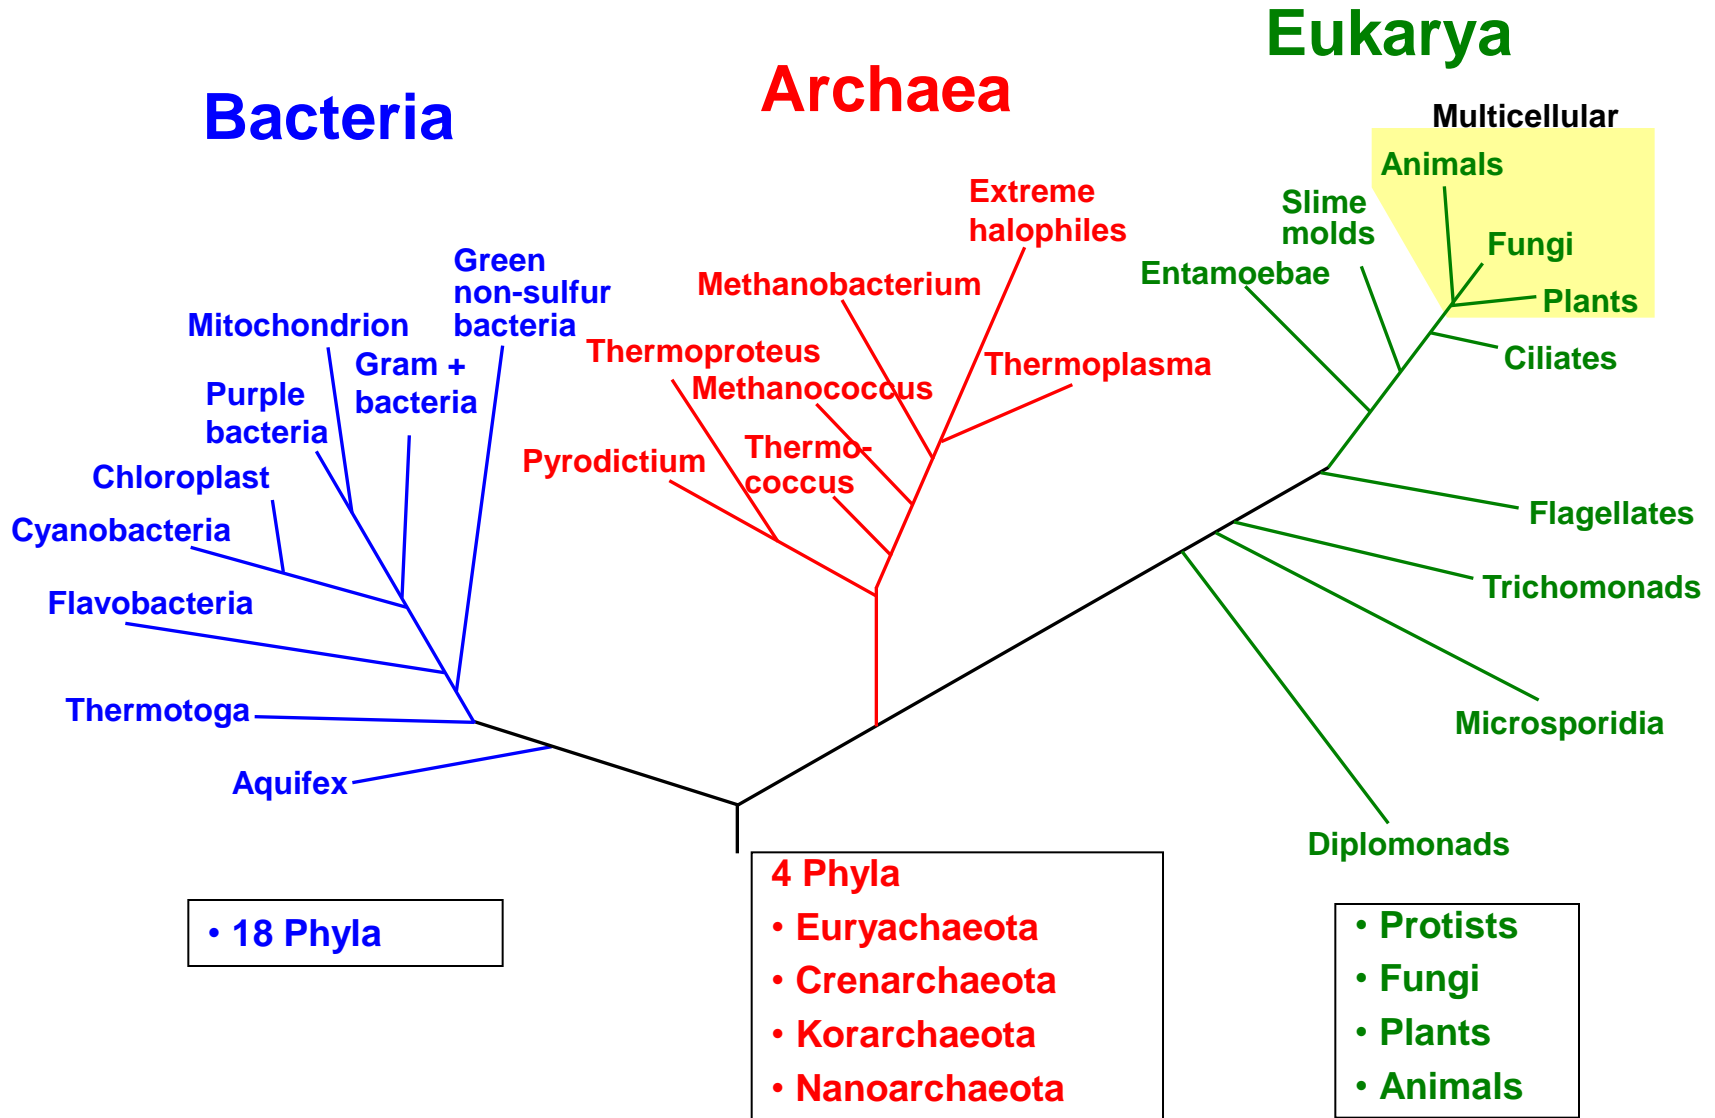 Eukarya
Archaea
Bacteria
Multicellular
Animals
Slime
molds
Fungi
Entamoebae
Plants
Ciliates
Flagellates
Trichomonads
Microsporidia
Diplomonads
Extreme
halophiles
Methanobacterium
Thermoproteus
Methanococcus
Thermoplasma
Thermo-
coccus
Pyrodictium
Green
non-sulfur
bacteria
Mitochondrion
Gram +
bacteria
Purple
bacteria
Chloroplast
Cyanobacteria
Flavobacteria
Thermotoga
Aquifex
• 18 Phyla
4 Phyla
• Euryachaeota
• Crenarchaeota
• Korarchaeota
• Nanoarchaeota
• Protists
• Fungi
• Plants
• Animals